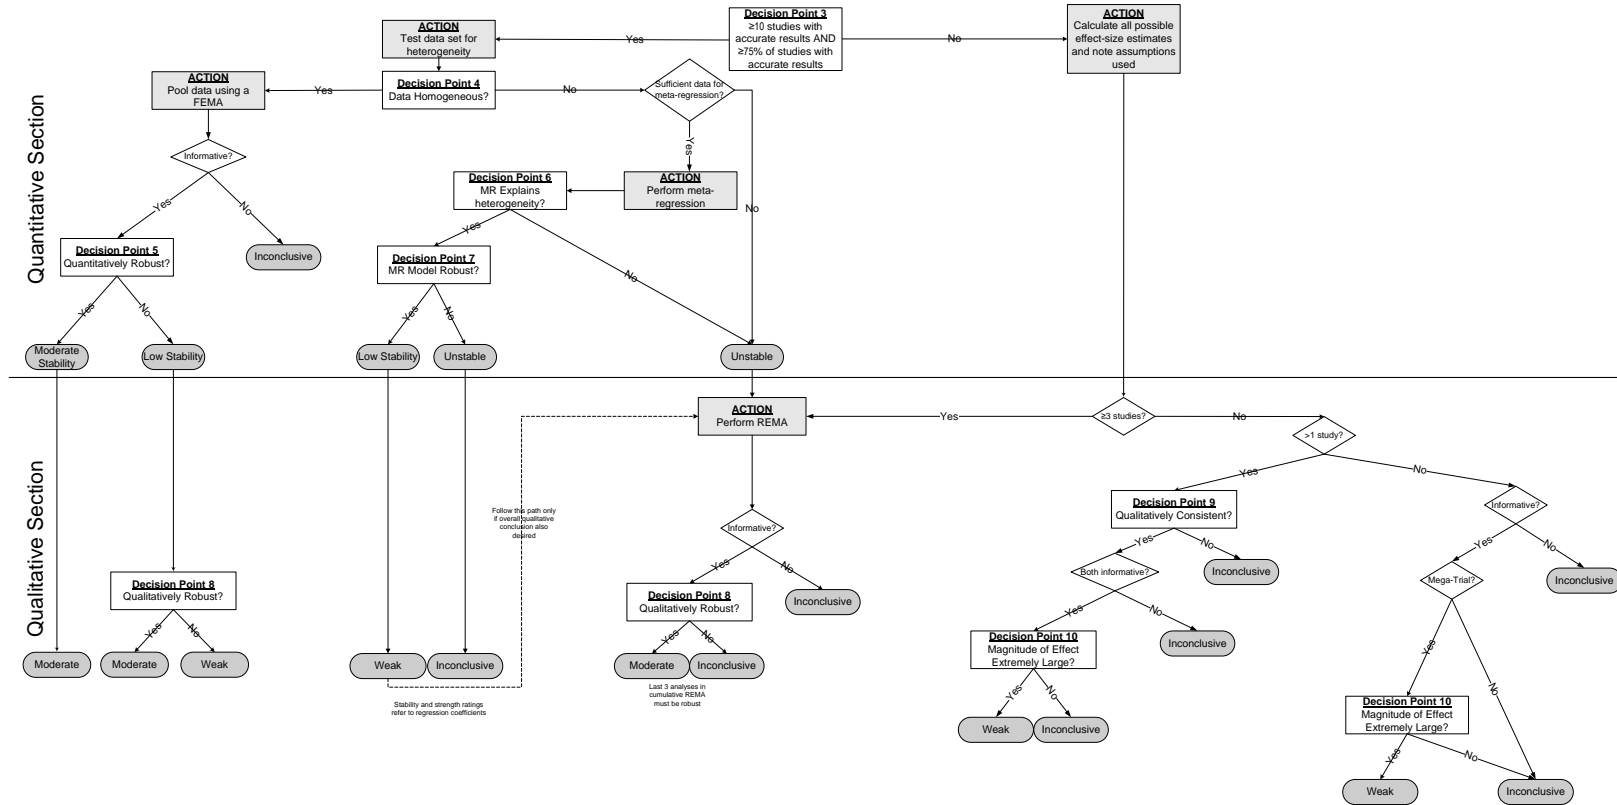 Quantitative Section
Qualitative Section
Decision Point 3
≥10 studies with
accurate results AND
≥75% of studies with
accurate results
Yes
No
ACTION
Test data set for
heterogeneity
ACTION
Calculate all possible
effect-size estimates
and note assumptions
used
Decision Point 4
Data Homogeneous?
Yes
No
ACTION
Pool data using a
FEMA
Sufficient data for
meta-regression?
Yes
No
Informative?
Yes
No
ACTION
Perform meta-
regression
Decision Point 6
MR Explains
heterogeneity?
Yes
No
Decision Point 5
Quantitatively Robust?
Yes
No
Inconclusive
Decision Point 7
MR Model Robust?
Yes
No
Moderate
Stability
Low Stability
Low Stability
Unstable
Unstable
ACTION
Perform REMA
≥3 studies?
Yes
No
>1 study?
Yes
No
Follow this path only
if overall qualitative
conclusion also
desired
Informative?
Yes
No
Decision Point 9
Qualitatively Consistent?
Yes
No
Inconclusive
Informative?
Yes
No
Inconclusive
Both informative?
Yes
No
Inconclusive
Mega-Trial?
Yes
No
Decision Point 8
Qualitatively Robust?
Yes
No
Decision Point 8
Qualitatively Robust?
Yes
No
Inconclusive
Decision Point 10
Magnitude of Effect
Extremely Large?
Yes
No
Moderate
Moderate
Weak
Weak
Inconclusive
Moderate
Inconclusive
Last 3 analyses in
cumulative REMA
must be robust
Stability and strength ratings
refer to regression coefficients
Weak
Inconclusive
Decision Point 10
Magnitude of Effect
Extremely Large?
Yes
No
Weak
Inconclusive